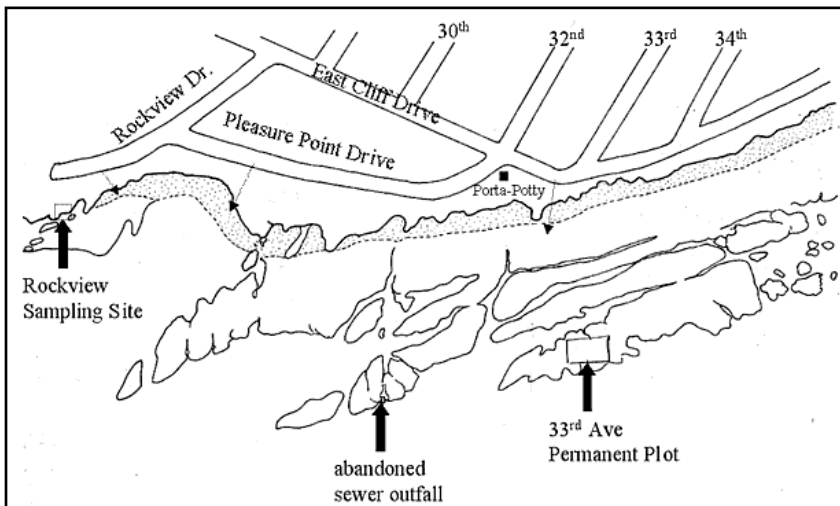 30th
32nd
33rd
34th
Rockview Dr.
East Cliff Drive
Pleasure Point Drive
Porta-Potty
Rockview
Sampling Site
33rd Ave
Permanent Plot
abandoned
sewer outfall